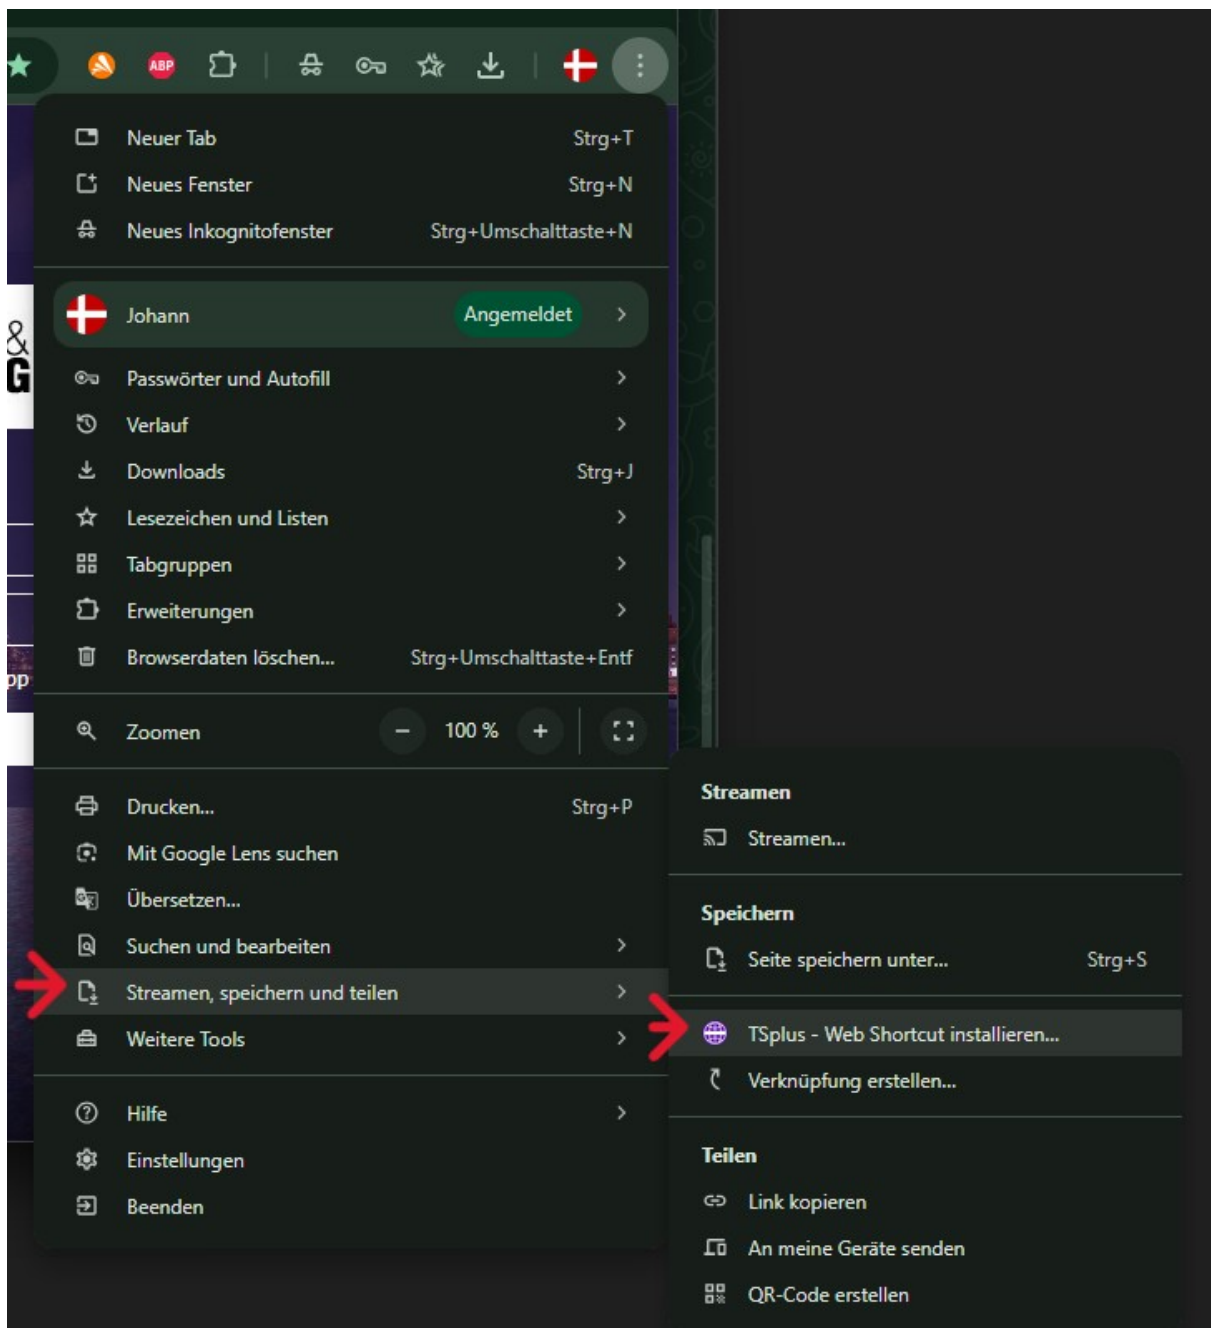 ABP
Neuer Tab Strg+T
Neues Fenster Strg+N
Neues Inkognitofenster Strg+Umschalttaste+N
&
G
Johann Angemeldet
Passwörter und Autofill
Verlauf
Downloads Strg+J
Lesezeichen und Listen
Tabgruppen
Erweiterungen
Browserdaten löschen... Strg+Umschalttaste+Entf
pp
Zoomen − 100 % +
Drucken... Strg+P
Mit Google Lens suchen
Übersetzen...
Suchen und bearbeiten
Streamen, speichern und teilen
Weitere Tools
Hilfe
Einstellungen
Beenden
Streamen
Streamen...
Speichern
Seite speichern unter... Strg+S
TSplus - Web Shortcut installieren...
Verknüpfung erstellen...
Teilen
Link kopieren
An meine Geräte senden
QR-Code erstellen